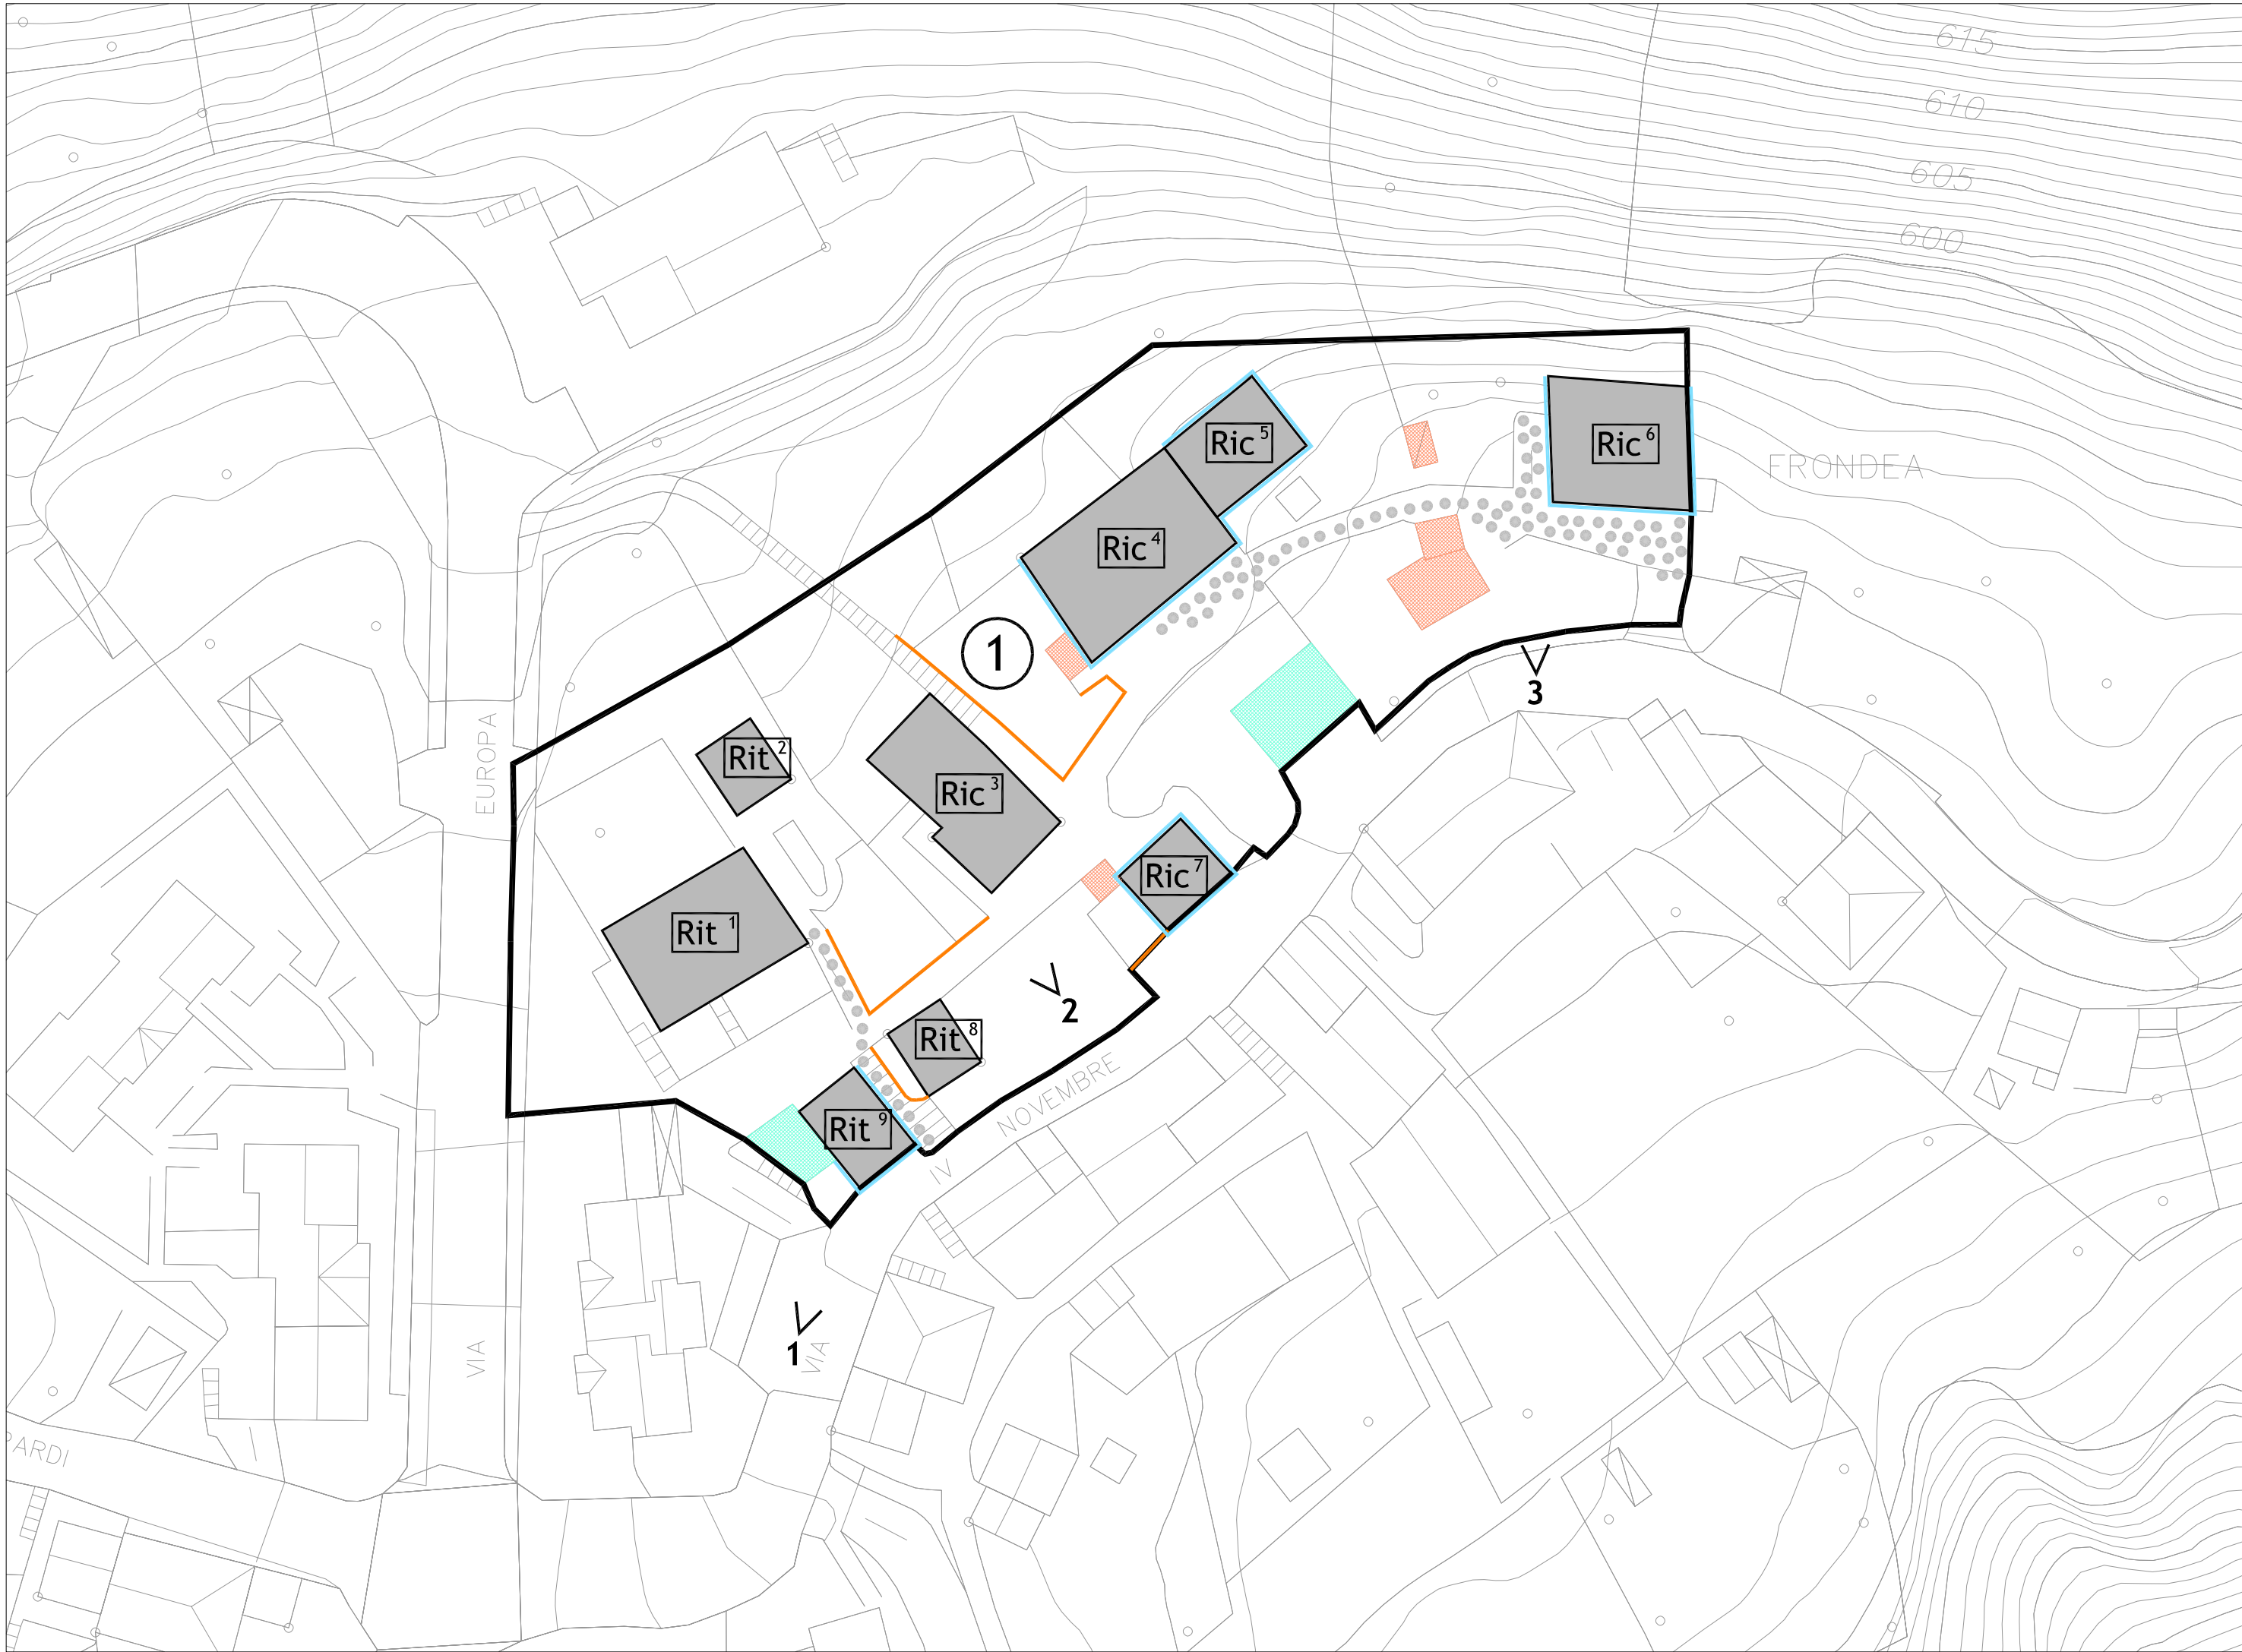 615
610
605
600
Ric 5
Ric 6
FRONDEA
Ric 4
1
3
EUROPA
Rit 2
Ric 3
Ric 7
Rit 1
2
Rit 8
NOVEMBRE
Rit 9
IV
1
VIA
VIA
PARDI